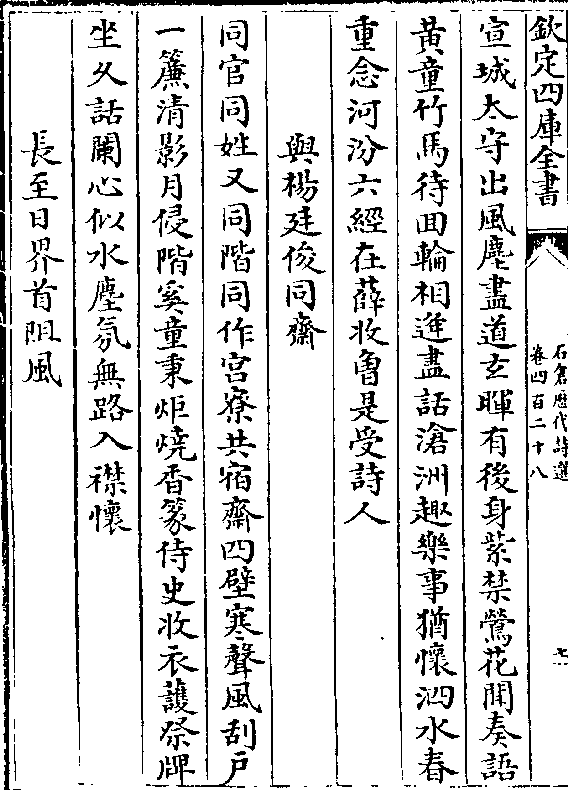 欽定四庫全書
石倉歷代詩選
卷四百二十八
七
宣城太守出風塵盡道玄暉有後身紫禁鶯花聞奏語
黃童竹馬待囬輪相逢盡話滄洲趣樂事猶懷泗水春
重念河汾六經在薛收曾是受詩人
與楊廷俊同齋
同官同姓又同階同作宫寮共宿齋四壁寒聲風刮戶
一簾清影月侵階奚童秉炬燒香篆侍史收衣護祭牌
坐久話闌心似水塵氛無路入襟懷
長至日界首阻風